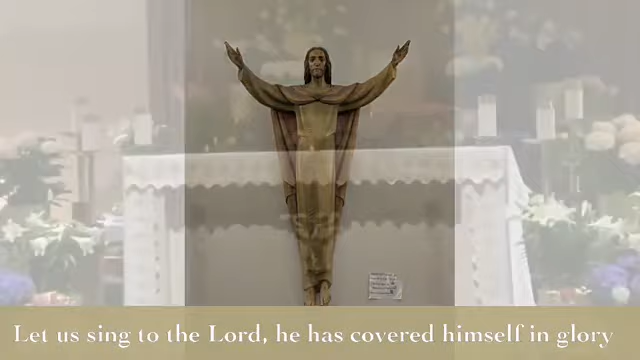 Let us sing to the Lord, he has covered himself in glory